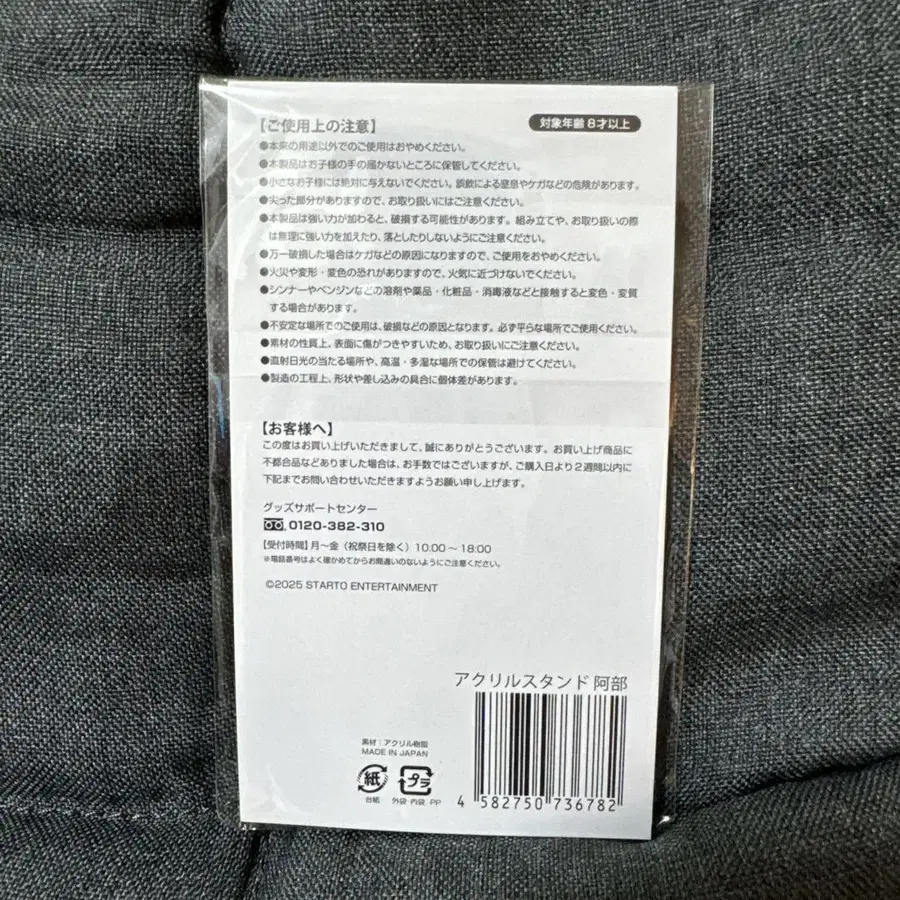 【ご使用上の注意】
対象年齢 8才以上
●本来の用途以外でのご使用はおやめください。
●本製品はお子様の手の届かないところに保管してください。
●小さなお子様には絶対に与えないでください。誤飲による窒息やケガなどの危険があります。
●尖った部分がありますので、お取り扱いにはご注意ください。
●本製品は強い力が加わると、破損する可能性があります。組み立てや、お取り扱いの際
は無理に強い力を加えたり、落としたりしないようにご注意ください。
●万一破損した場合はケガなどの原因になりますので、ご使用をおやめください。
●火災や変形・変色の恐れがありますので、火気に近づけないでください。
●シンナーやベンジンなどの溶剤や薬品・化粧品・消毒液などと接触すると変色・変質
する場合があります。
●不安定な場所でのご使用は、破損などの原因となります。必ず平らな場所でご使用ください。
●素材の性質上、表面に傷がつきやすいため、お取り扱いにご注意ください。
●直射日光の当たる場所や、高温・多湿な場所での保管は避けてください。
●製造の工程上、形状や差し込みの具合に個体差があります。
【お客様へ】
この度はお買い上げいただきまして、誠にありがとうございます。お買い上げ商品に
不都合品などありました場合は、お手数ではございますが、ご購入日より2週間以内に
下記までお問い合わせいただきますようお願い申し上げます。
グッズサポートセンター
0120-382-310
【受付時間】月～金（祝祭日を除く）10:00～18:00
※電話番号はよく確かめてからお間違いのないようにご注意ください。
©2025 STARTO ENTERTAINMENT
アクリルスタンド 阿部
素材：アクリル樹脂
MADE IN JAPAN
紙
プラ
台紙
外袋・内袋:PP
4 582750 736782